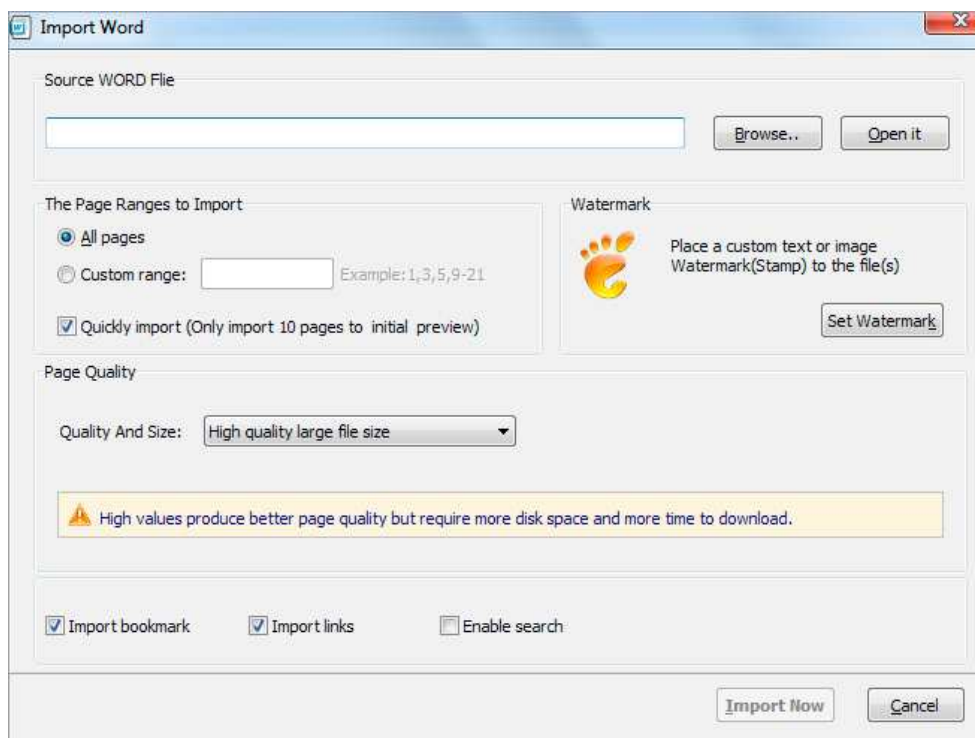 Import Word
Source WORD Flie
Browse..
Open it
The Page Ranges to Import
All pages
Custom range:
Example:1,3,5,9-21
Quickly import (Only import 10 pages to initial preview)
Watermark
Place a custom text or image
Watermark(Stamp) to the file(s)
Set Watermark
Page Quality
Quality And Size:
High quality large file size
High values produce better page quality but require more disk space and more time to download.
Import bookmark
Import links
Enable search
Import Now
Cancel